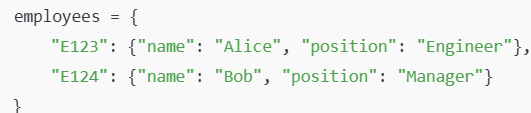 employees = {
    "E123": {"name": "Alice", "position": "Engineer"},
    "E124": {"name": "Bob", "position": "Manager"}
}